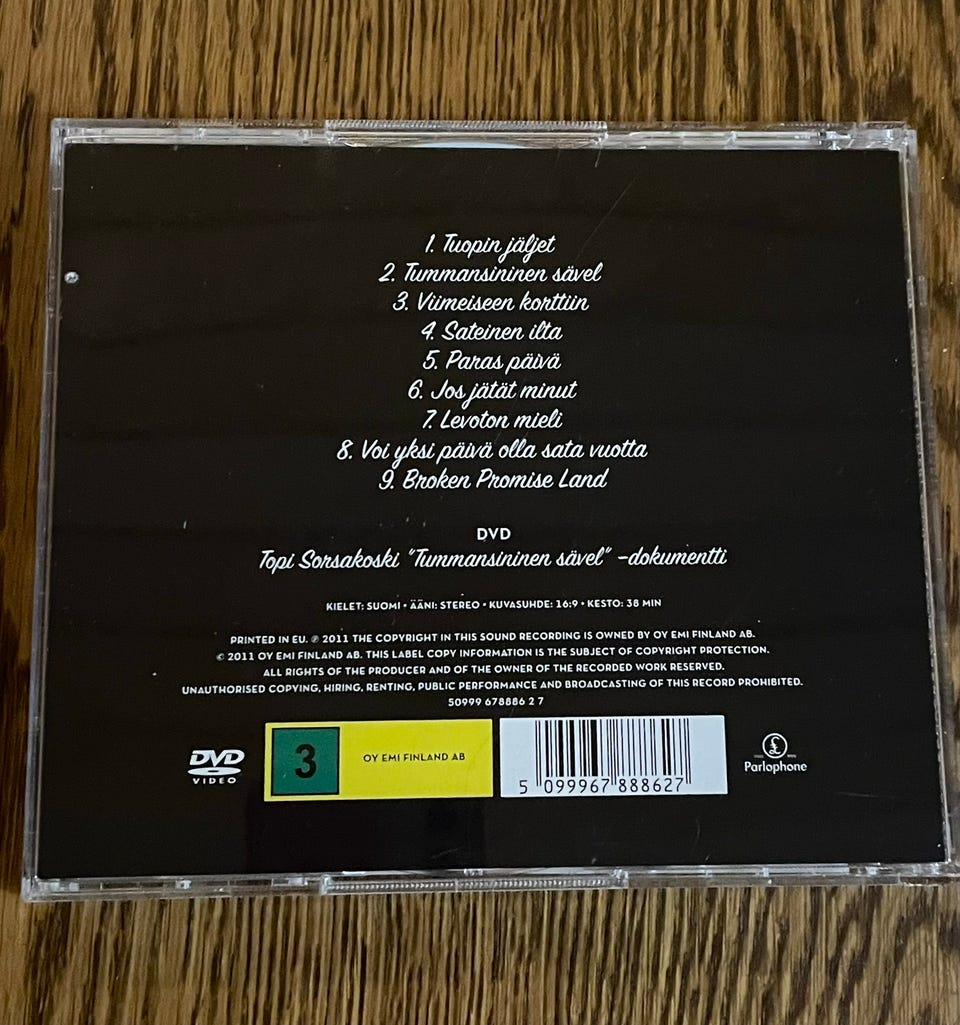 1. Tuopin jäljet
2. Tummansininen sävel
3. Viimeiseen korttiin
4. Sateinen ilta
5. Paras päivä
6. Jos jätät minut
7. Levoton mieli
8. Voi yksi päivä olla sata vuotta
9. Broken Promise Land
DVD
Topi Sorsakoski "Tummansininen sävel" -dokumentti
KIELET: SUOMI • ÄÄNI: STEREO • KUVASUHDE: 16:9 • KESTO: 38 MIN
PRINTED IN EU. ℗ 2011 THE COPYRIGHT IN THIS SOUND RECORDING IS OWNED BY OY EMI FINLAND AB.
© 2011 OY EMI FINLAND AB. THIS LABEL COPY INFORMATION IS THE SUBJECT OF COPYRIGHT PROTECTION.
ALL RIGHTS OF THE PRODUCER AND OF THE OWNER OF THE RECORDED WORK RESERVED.
UNAUTHORISED COPYING, HIRING, RENTING, PUBLIC PERFORMANCE AND BROADCASTING OF THIS RECORD PROHIBITED.
50999 678886 2 7
DVD VIDEO
3
OY EMI FINLAND AB
5 099967 888627
£
Parlophone